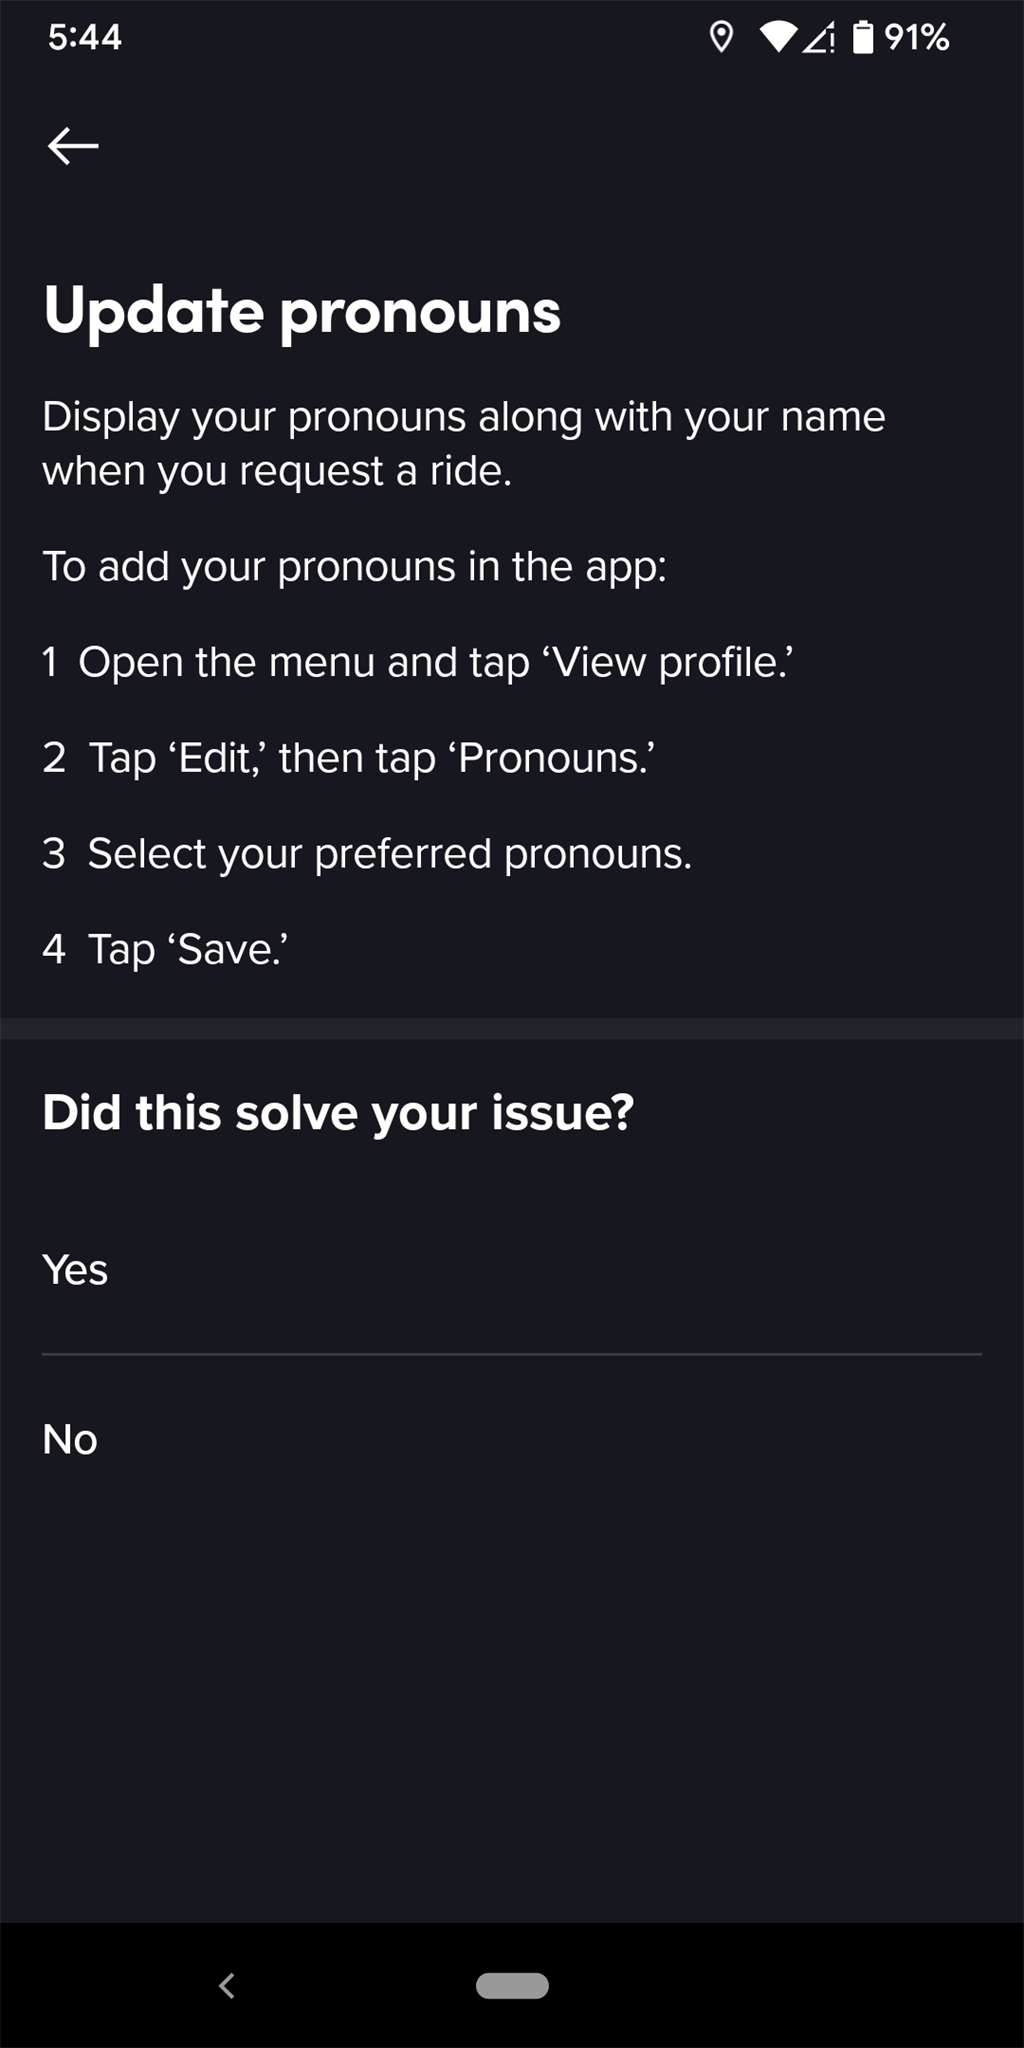 5:44
91%
Update pronouns
Display your pronouns along with your name
when you request a ride.
To add your pronouns in the app:
1 Open the menu and tap ‘View profile.’
2 Tap ‘Edit,’ then tap ‘Pronouns.’
3 Select your preferred pronouns.
4 Tap ‘Save.’
Did this solve your issue?
Yes
No